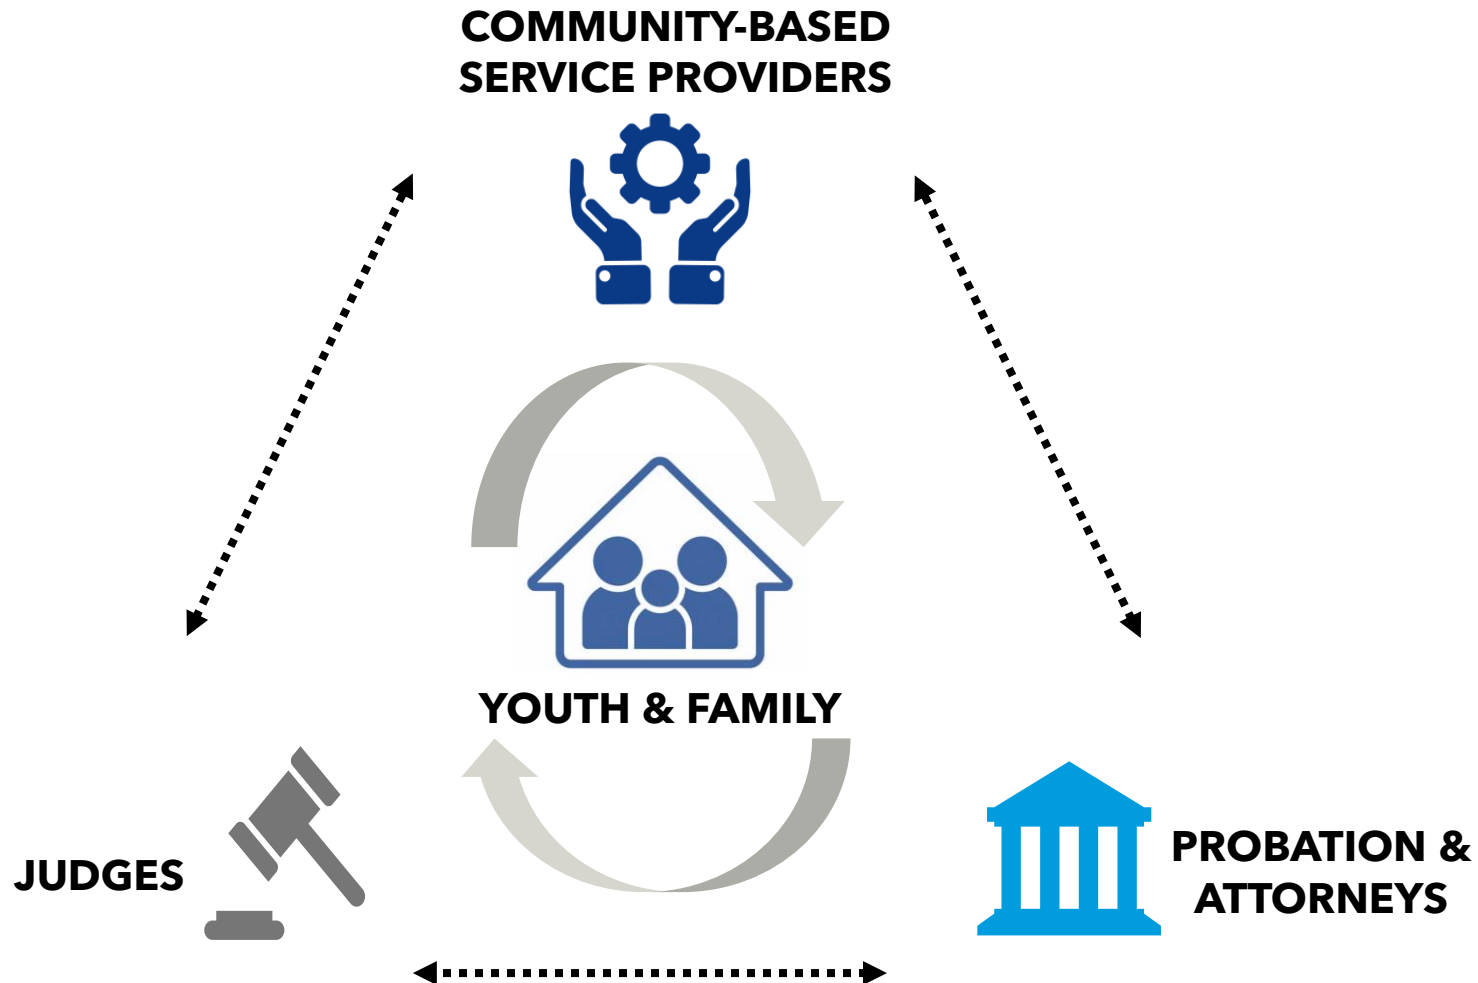 COMMUNITY-BASED
SERVICE PROVIDERS
YOUTH & FAMILY
JUDGES
PROBATION &
ATTORNEYS